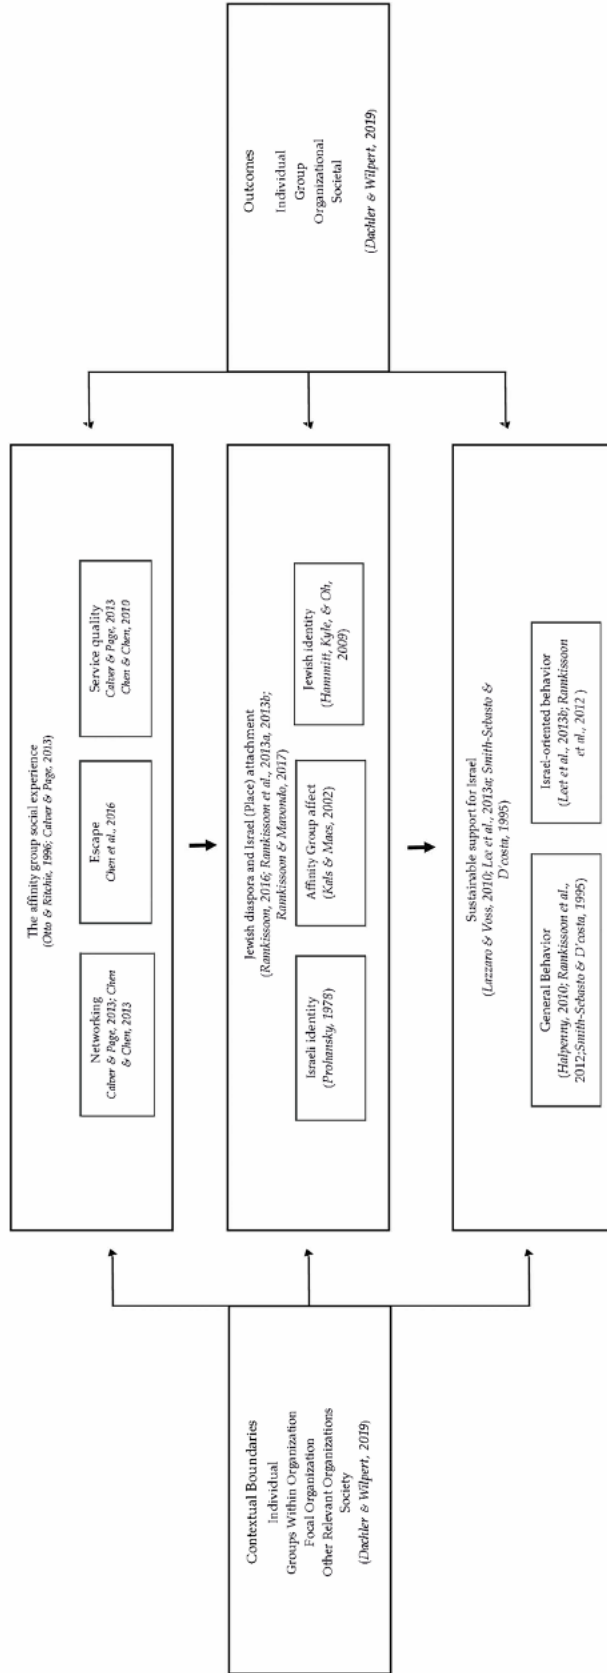 Contextual Boundaries
Individual
Groups Within Organization
Focal Organization
Other Relevant Organizations
Society
(Dachler & Wilpert, 2019)
The affinity group social experience
(Otto & Ritchie, 1996; Calver & Page, 2013)
Networking
Calver & Page, 2013; Chen
& Chen, 2013
Escape
Chen et al., 2016
Service quality
Calver & Page, 2013
Chen & Chen, 2010
Jewish diaspora and Israel (Place) attachment
(Ramkissoon, 2016; Ramkissoon et al., 2013a, 2013b;
Ramkissoon & Mavondo, 2017)
Israeli identity
(Prohansky, 1978)
Affinity Group affect
(Kals & Maes, 2002)
Jewish identity
(Hammitt, Kyle, & Oh,
2009)
Sustainable support for Israel
(Lazzaro & Voss, 2010; Lee et al., 2013a; Smith-Sebasto &
D'costa, 1995)
General Behavior
(Halpenny, 2010; Ramkissoon et al.,
2012;Smith-Sebasto & D'costa, 1995)
Israel-oriented behavior
(Leet et al., 2013b; Ramkissoon
et al., 2012 )
Outcomes
Individual
Group
Organizational
Societal
(Dachler & Wilpert, 2019)